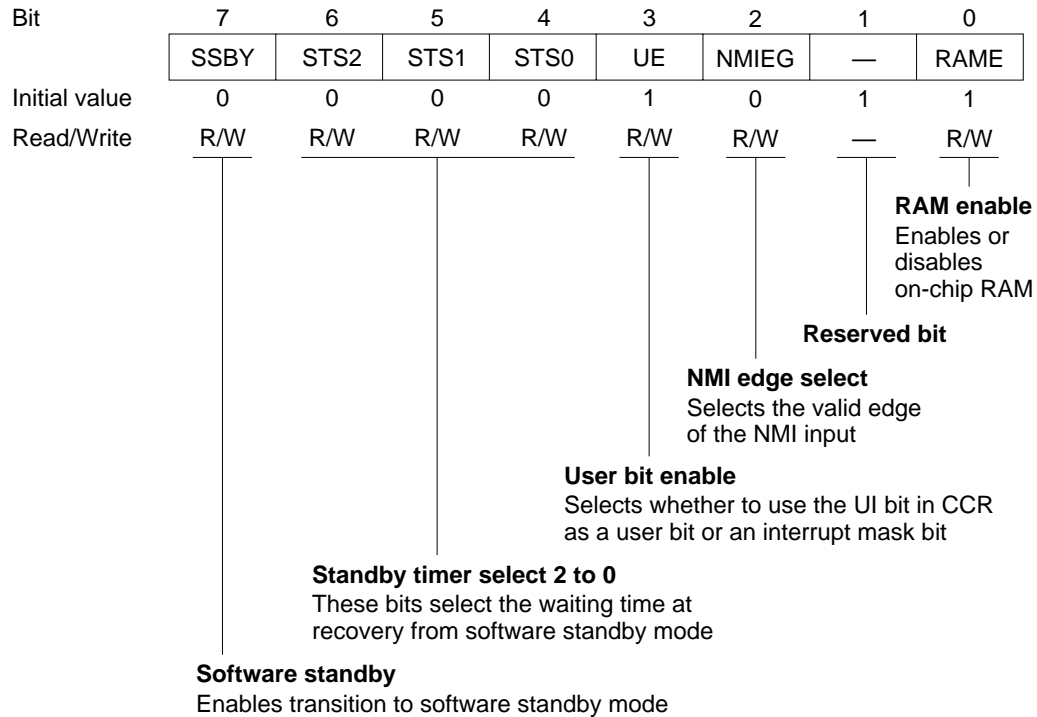 Bit 7 6 5 4 3 2 1 0
SSBY STS2 STS1 STS0 UE NMIEG — RAME
Initial value 0 0 0 0 1 0 1 1
Read/Write R/W R/W R/W R/W R/W R/W — R/W
RAM enable
Enables or
disables
on-chip RAM
Reserved bit
NMI edge select
Selects the valid edge
of the NMI input
User bit enable
Selects whether to use the UI bit in CCR
as a user bit or an interrupt mask bit
Standby timer select 2 to 0
These bits select the waiting time at
recovery from software standby mode
Software standby
Enables transition to software standby mode